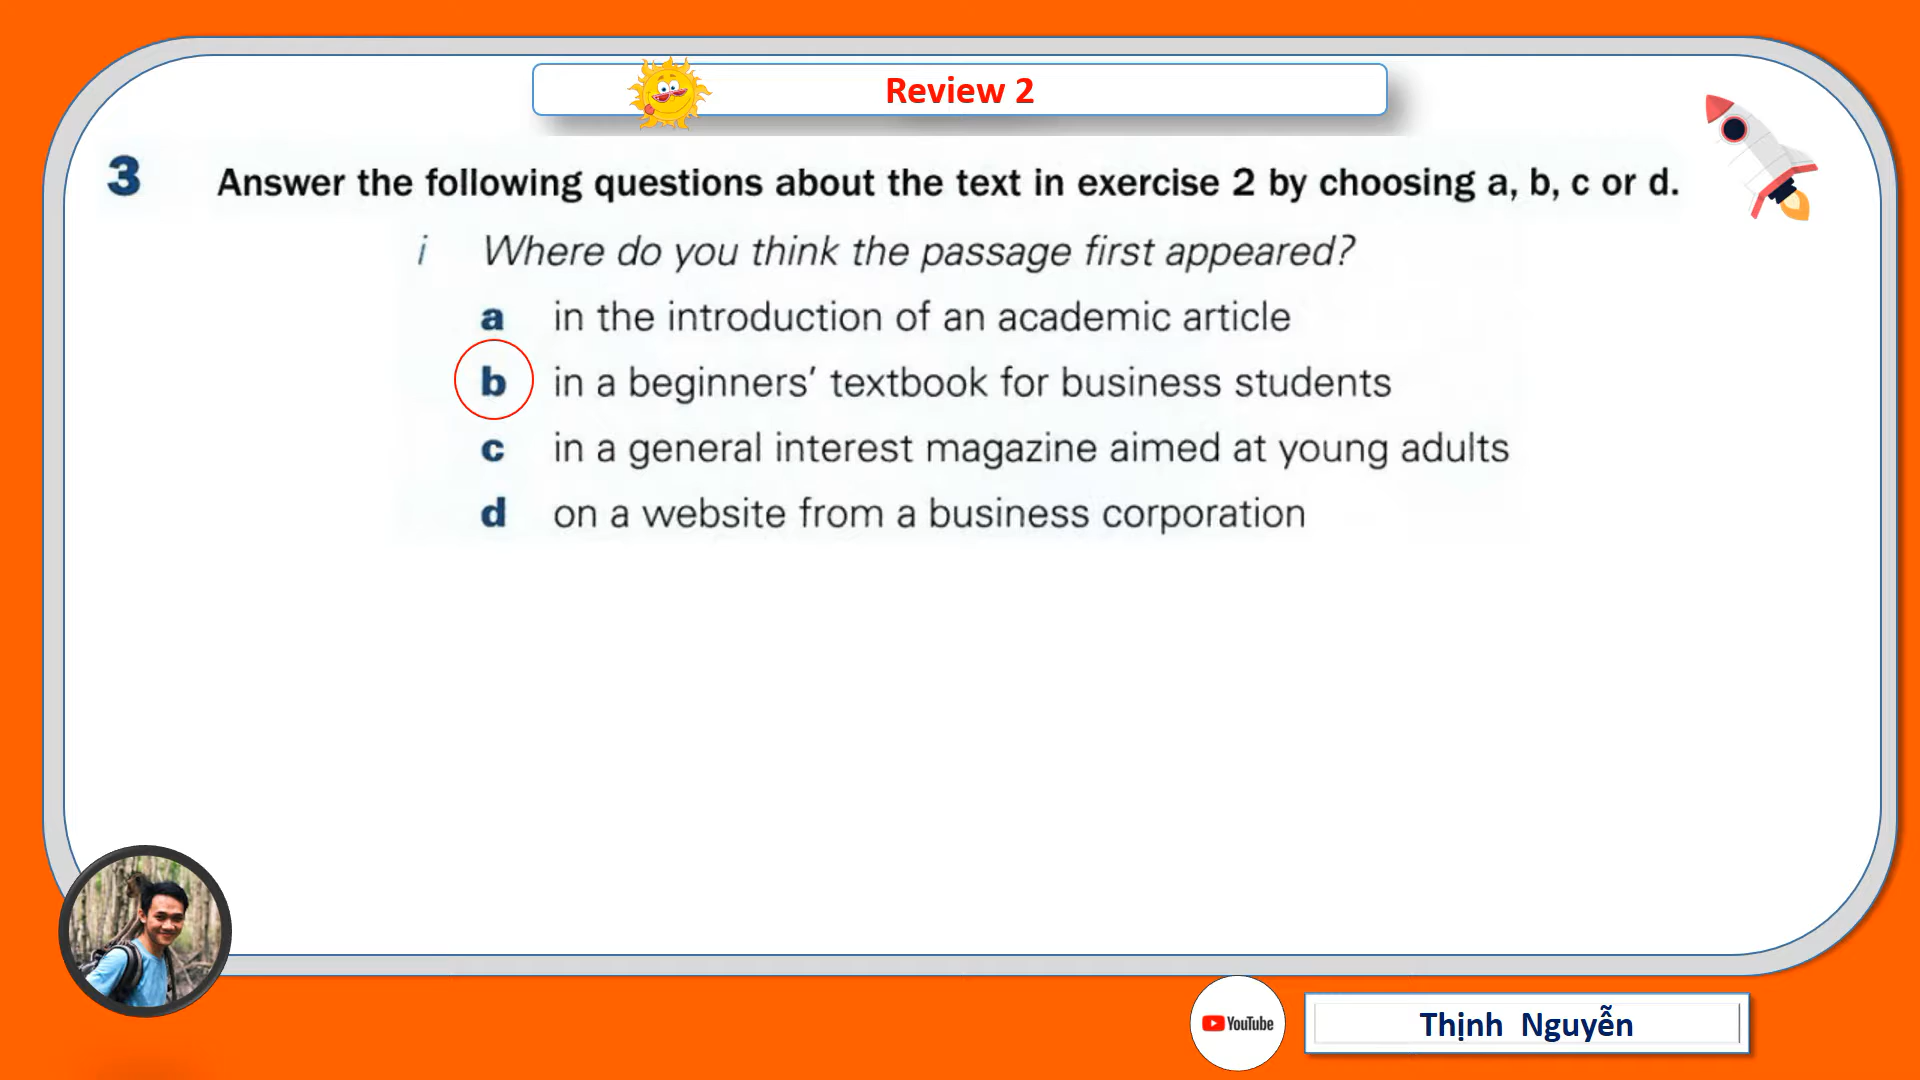 Review 2
3 Answer the following questions about the text in exercise 2 by choosing a, b, c or d.
i Where do you think the passage first appeared?
a in the introduction of an academic article
b in a beginners’ textbook for business students
c in a general interest magazine aimed at young adults
d on a website from a business corporation
YouTube
Thịnh Nguyễn